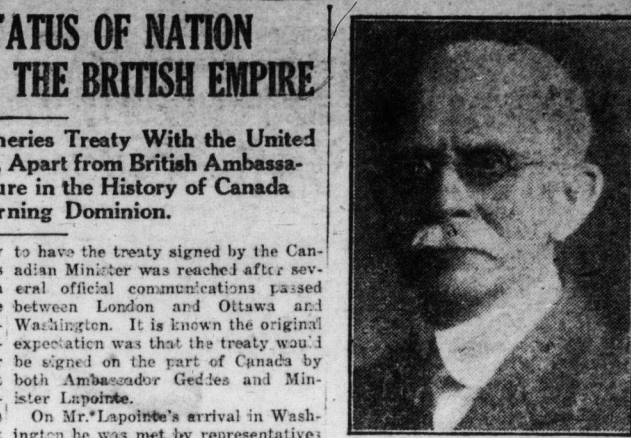 ATUS OF NATION
THE BRITISH EMPIRE
heries Treaty With the United
Apart from British Ambassa-
ure in the History of Canada
rning Dominion.
to have the treaty signed by the Can-
adian Minister was reached after sev-
eral official communications passed
between London and Ottawa and
Washington. It is known the original
expectation was that the treaty would
be signed on the part of Canada by
both Ambassador Geddes and Min-
ister Lapointe.
On Mr. Lapointe's arrival in Wash-
ington he was met by representatives